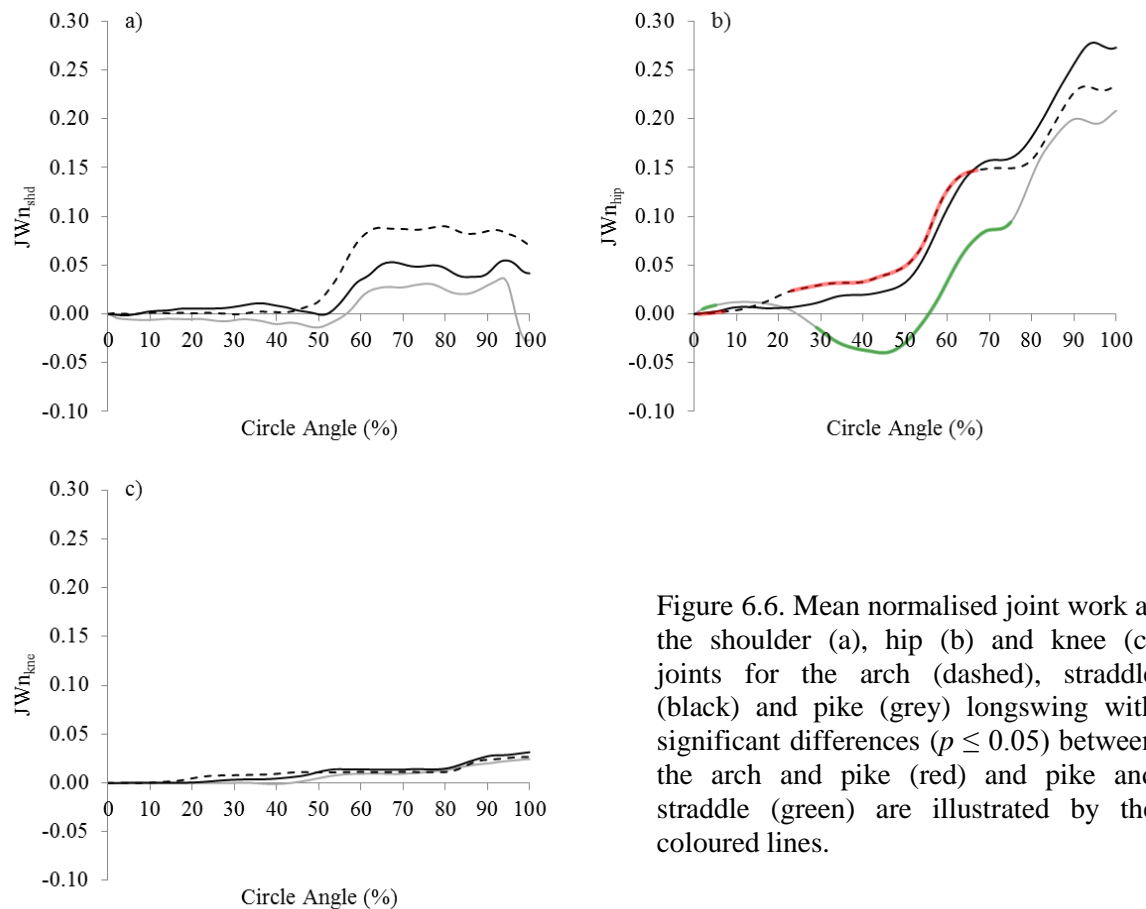 a)
0.30
0.25
0.20
0.15
0.10
0.05
0.00
-0.05
-0.10
JWn_shd
0 10 20 30 40 50 60 70 80 90 100
Circle Angle (%)
b)
0.30
0.25
0.20
0.15
0.10
0.05
0.00
-0.05
-0.10
JWn_hip
0 10 20 30 40 50 60 70 80 90 100
Circle Angle (%)
c)
0.30
0.25
0.20
0.15
0.10
0.05
0.00
-0.05
-0.10
JWn_kne
0 10 20 30 40 50 60 70 80 90 100
Circle Angle (%)
Figure 6.6. Mean normalised joint work a
the shoulder (a), hip (b) and knee (c
joints for the arch (dashed), straddle
(black) and pike (grey) longswing with
significant differences (p ≤ 0.05) between
the arch and pike (red) and pike and
straddle (green) are illustrated by the
coloured lines.